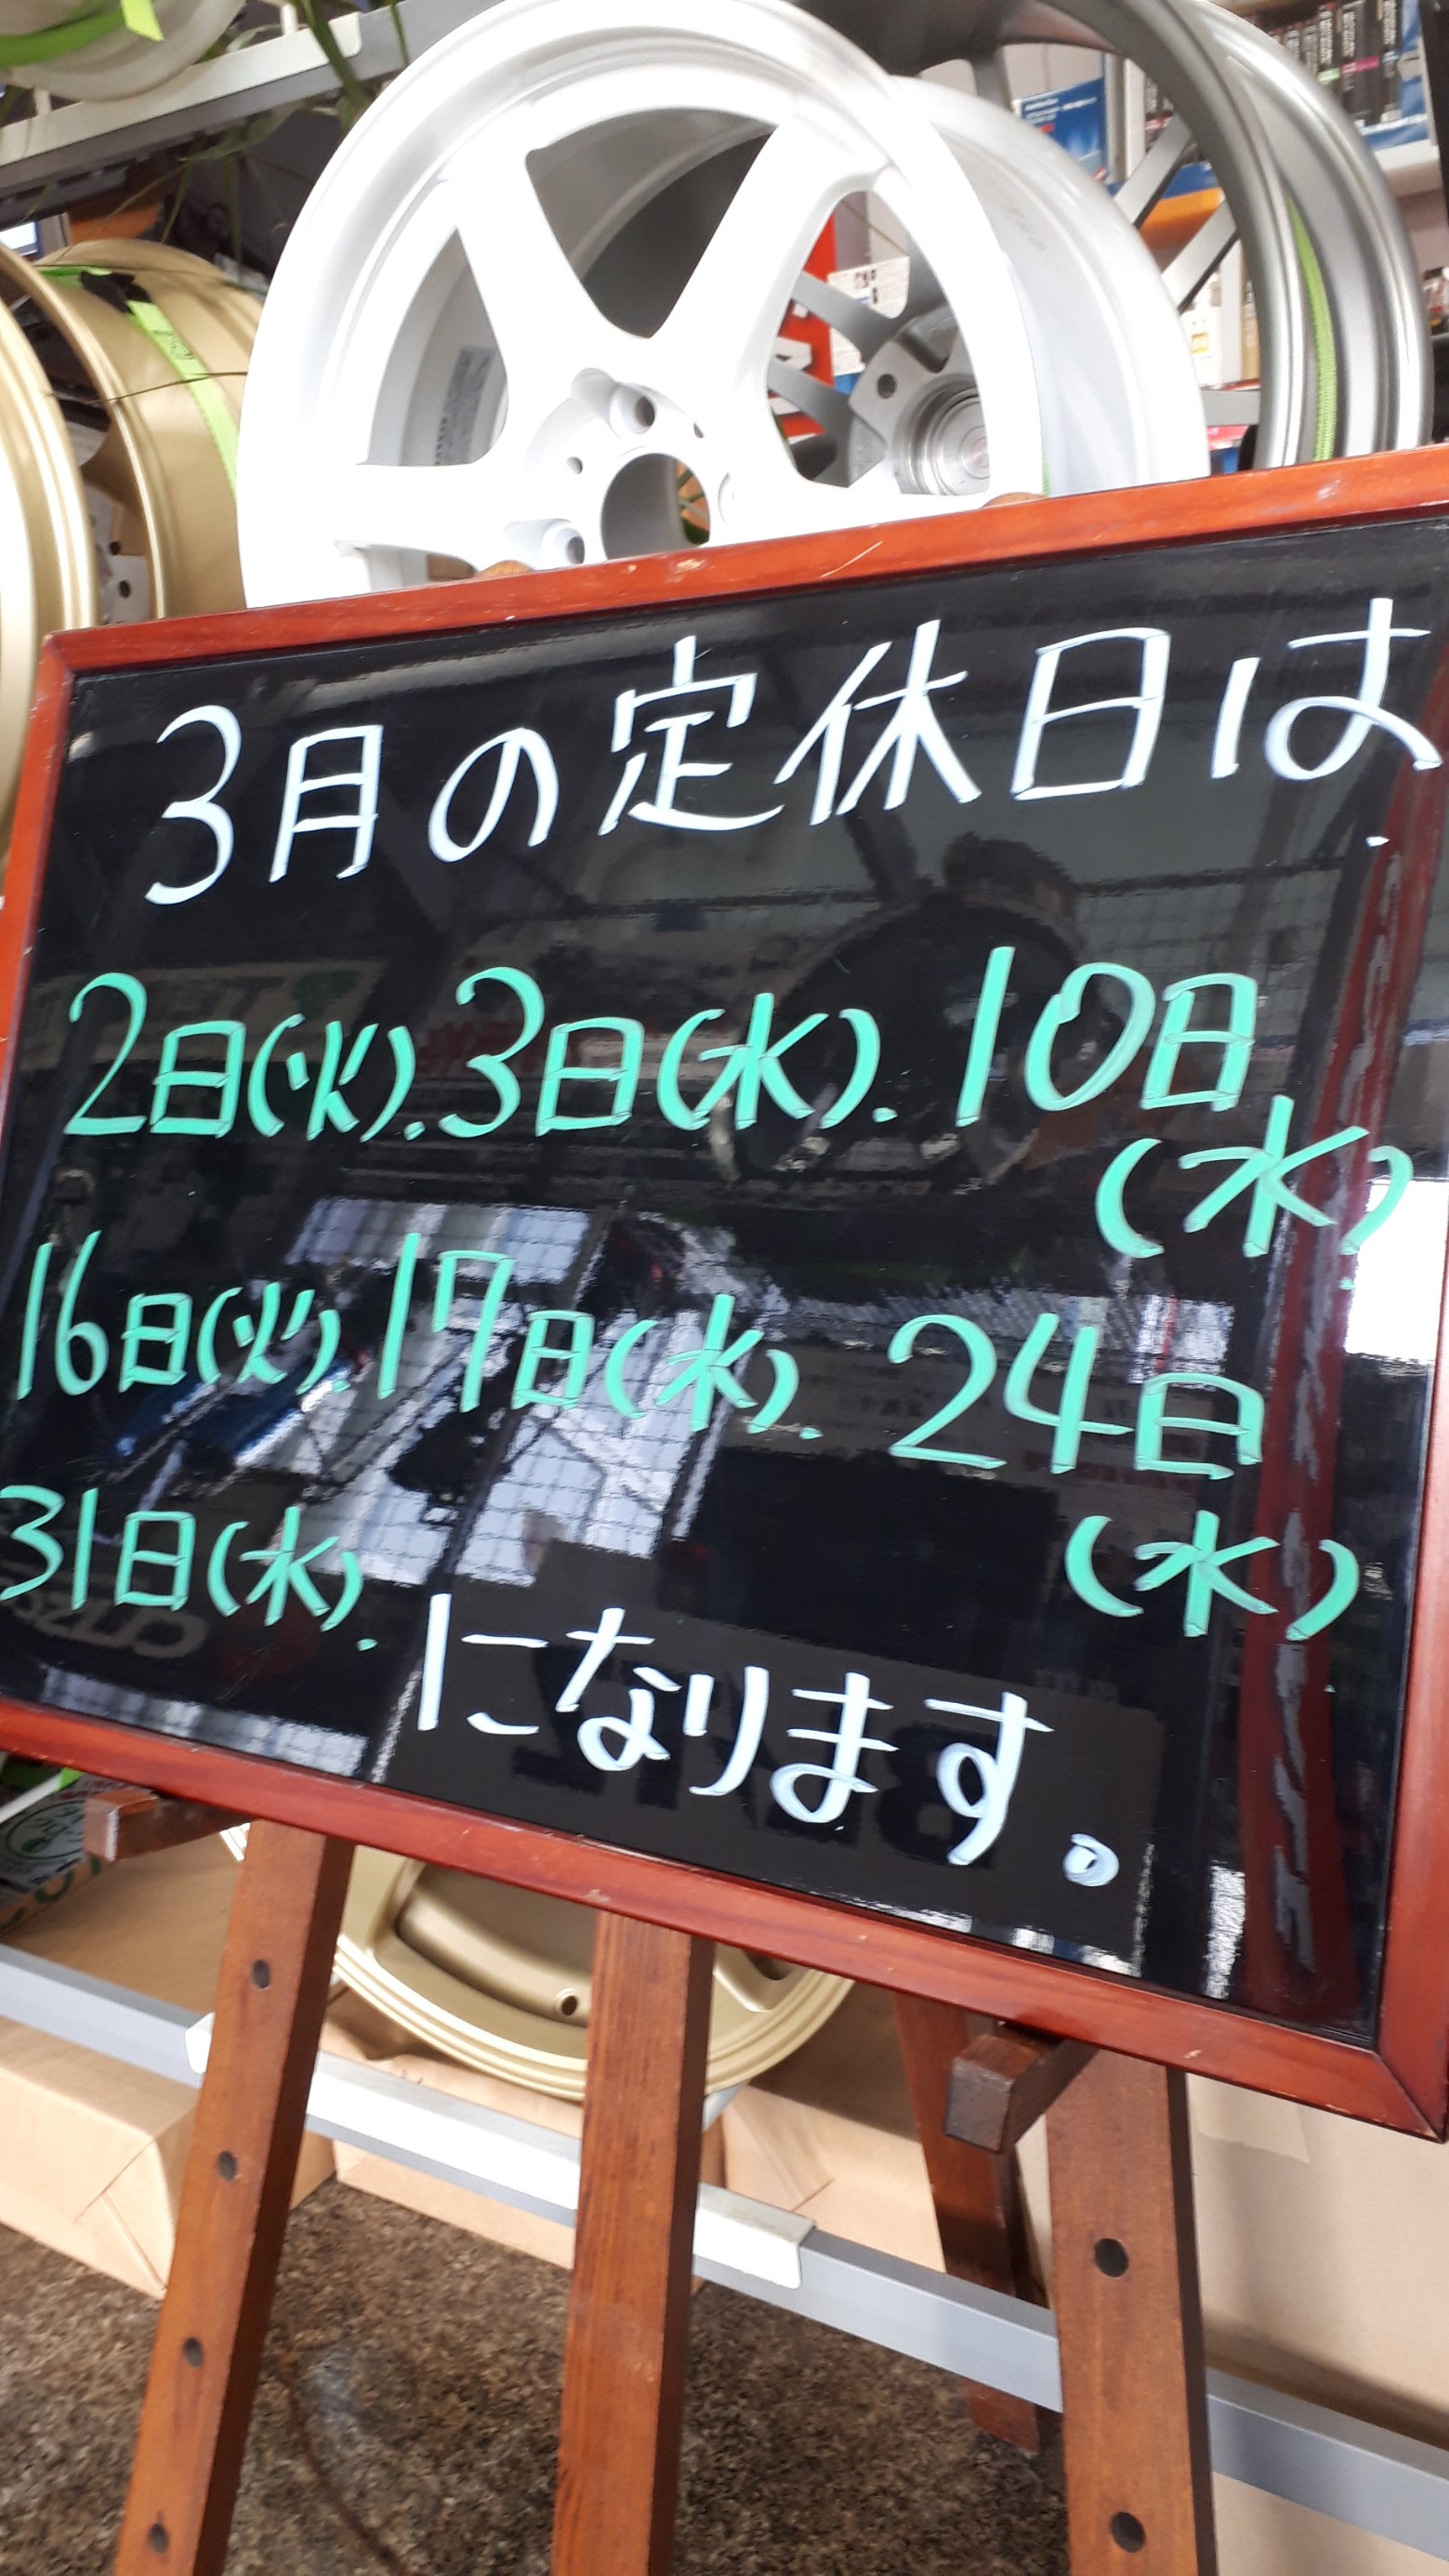 3月の定休日は.
2日(火).3日(水).10日
(水)
16日(火).17日(水).24日
(水)
31日(水).
になります。